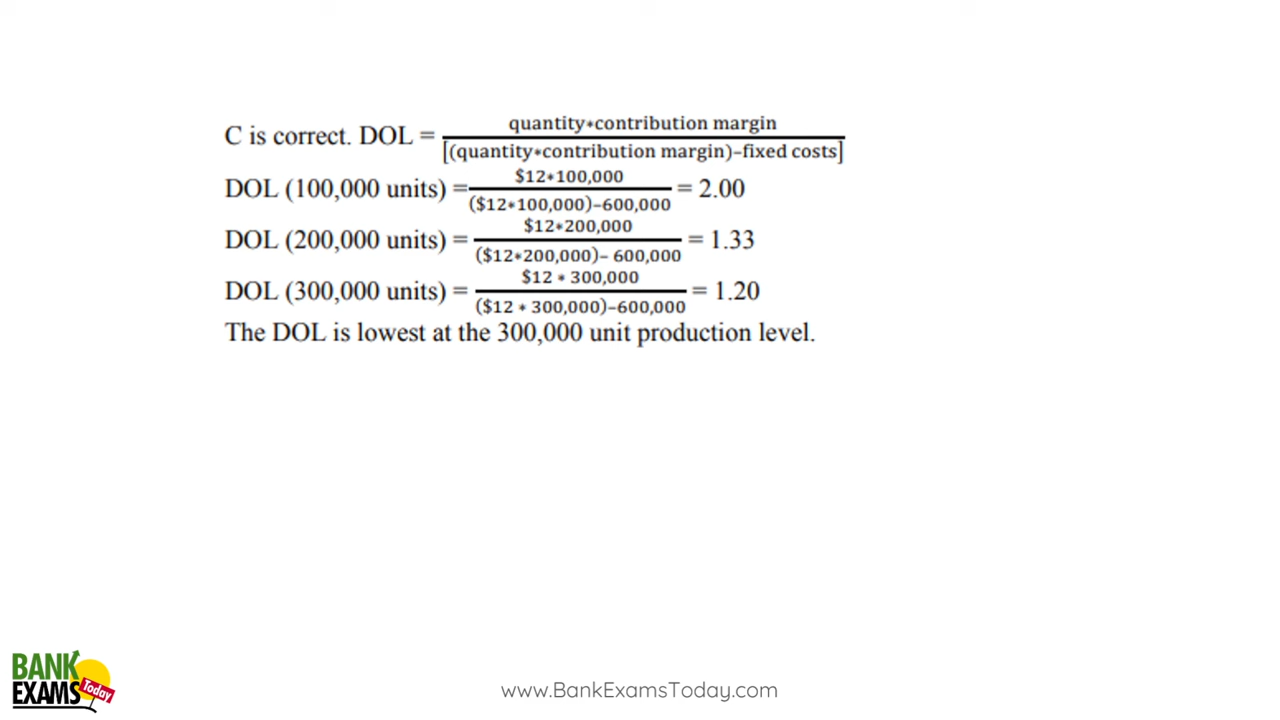 C is correct. DOL = quantity*contribution margin / [(quantity*contribution margin)−fixed costs]
DOL (100,000 units) = $12*100,000 / ($12*100,000)−600,000 = 2.00
DOL (200,000 units) = $12*200,000 / ($12*200,000)− 600,000 = 1.33
DOL (300,000 units) = $12 * 300,000 / ($12 * 300,000)−600,000 = 1.20
The DOL is lowest at the 300,000 unit production level.
BANK
EXAMS Today
www.BankExamsToday.com